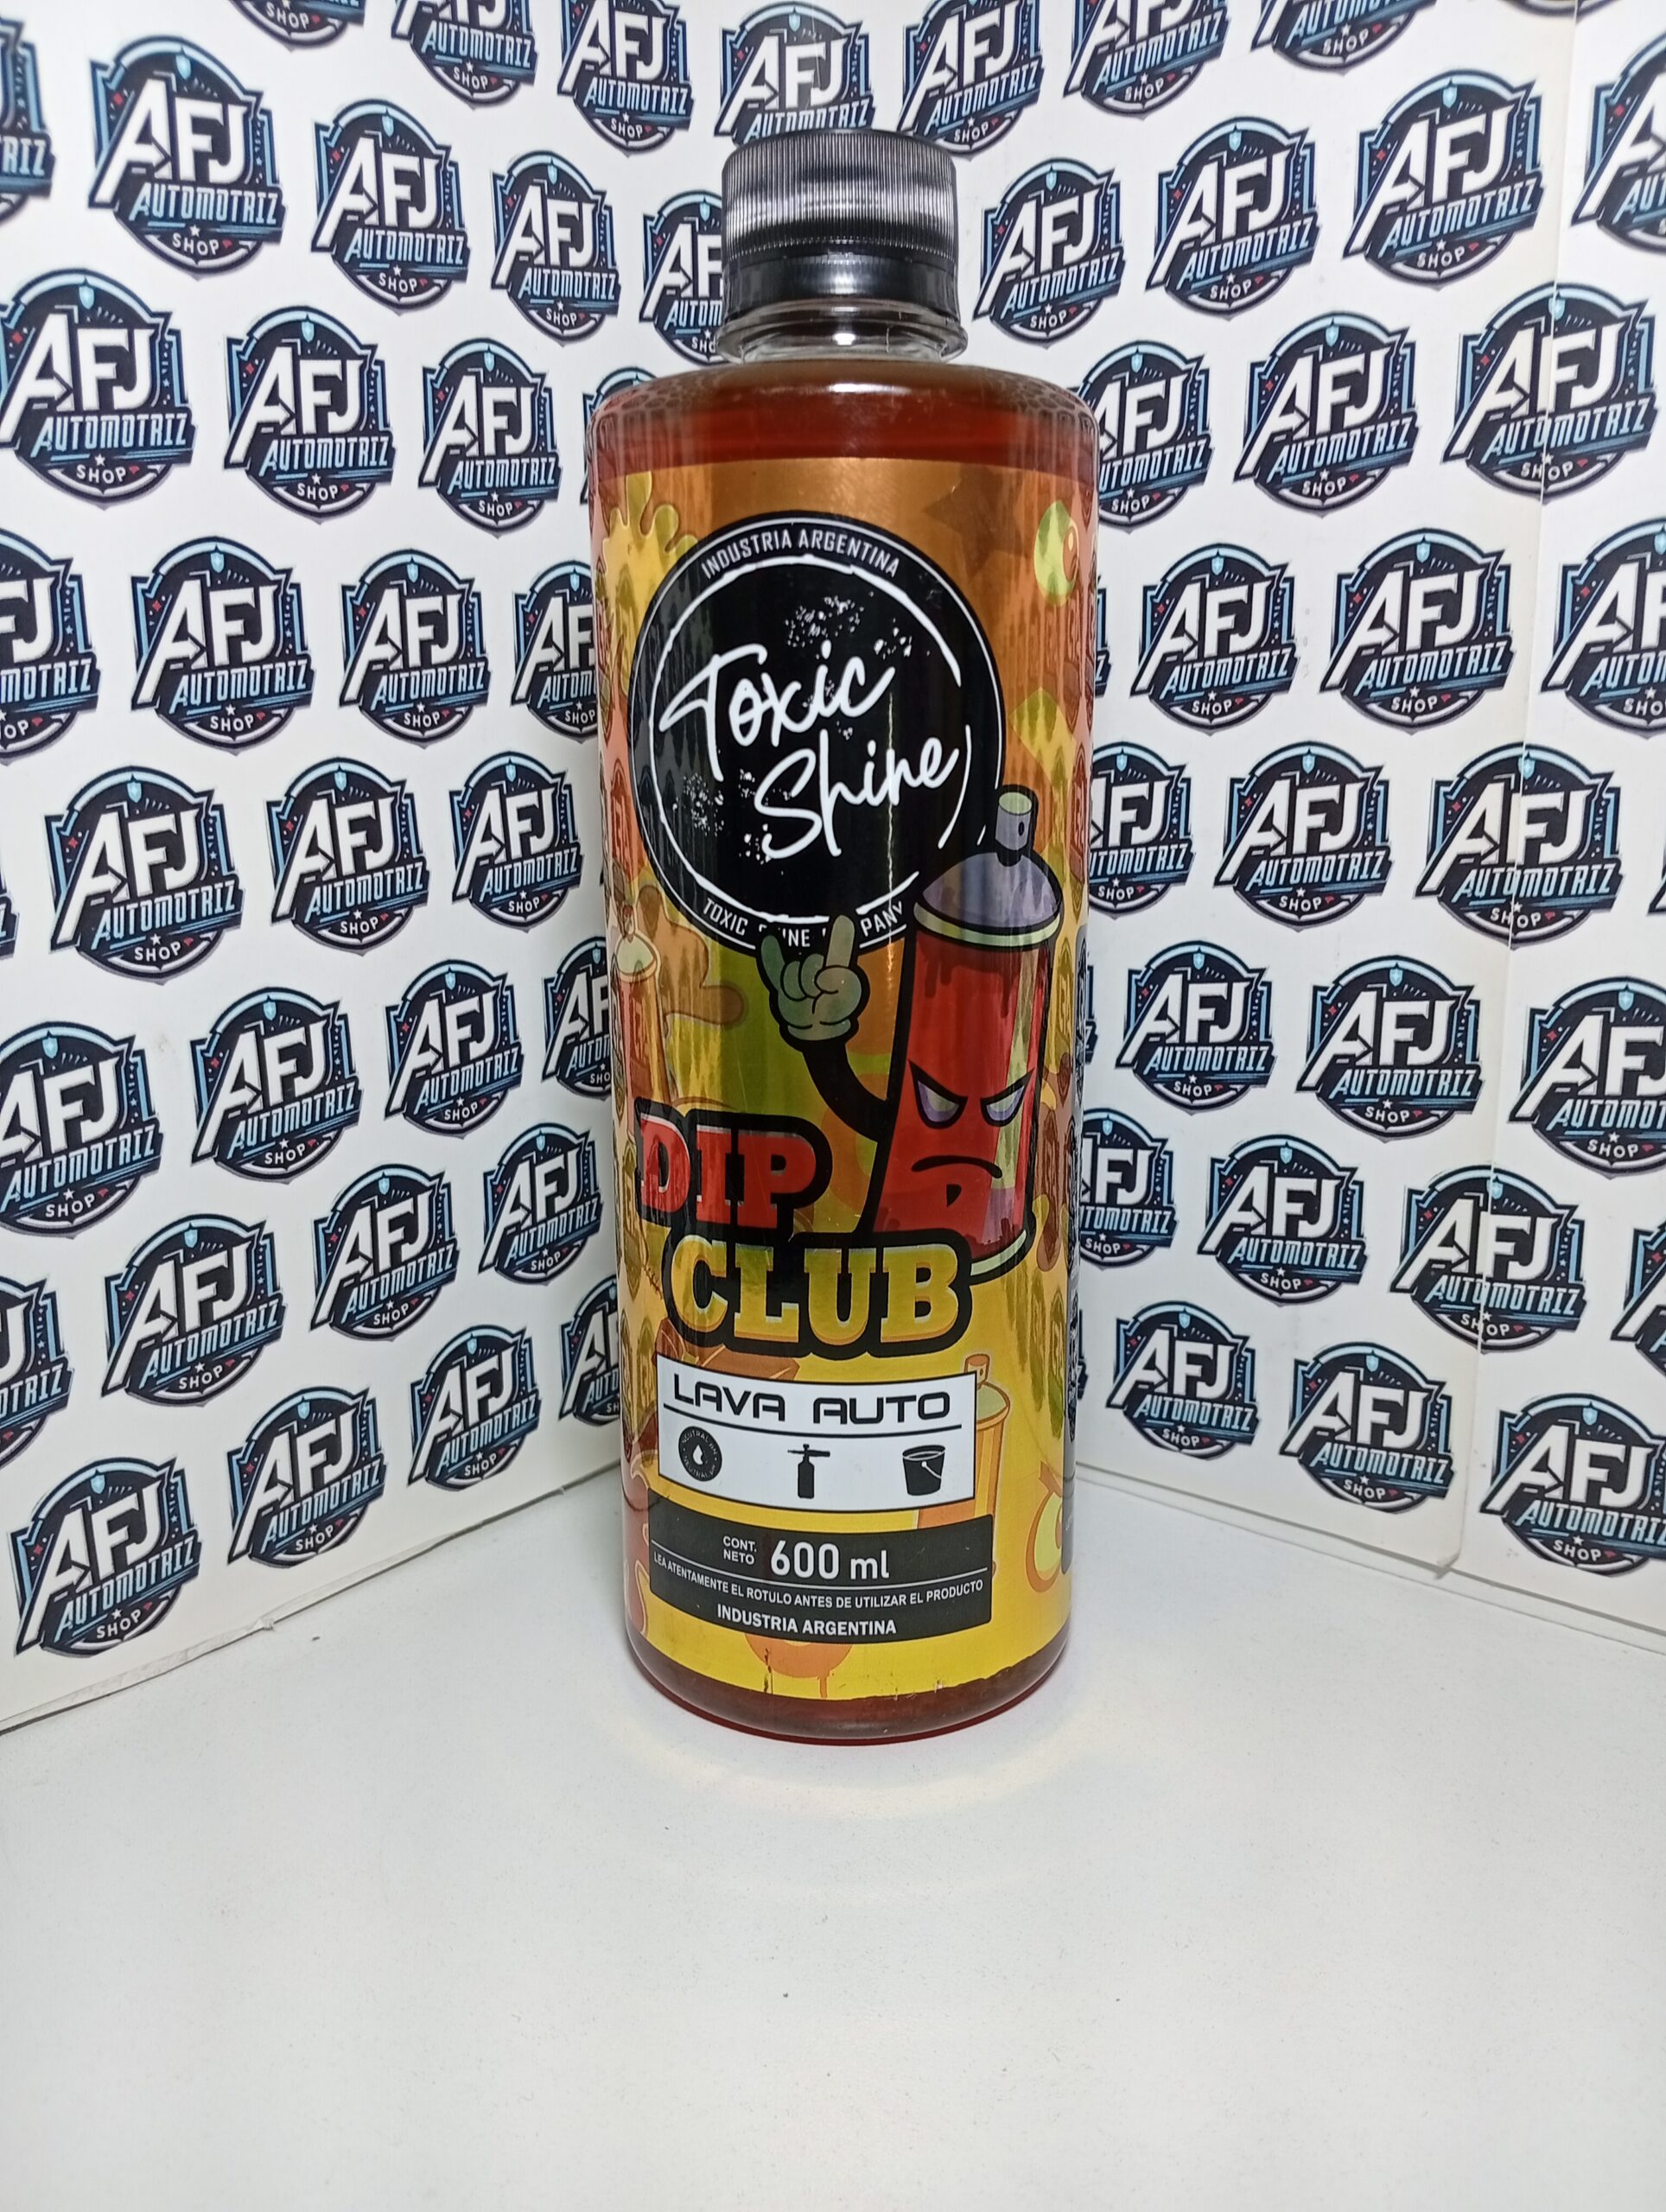 AFJ
AUTOMOTRIZ
SHOP
INDUSTRIA ARGENTINA
Toxic
Shine
TOXIC
DIP
CLUB
LAVA AUTO
CONT.
NETO
600 ml
LEA ATENTAMENTE EL ROTULO ANTES DE UTILIZAR EL PRODUCTO
INDUSTRIA ARGENTINA